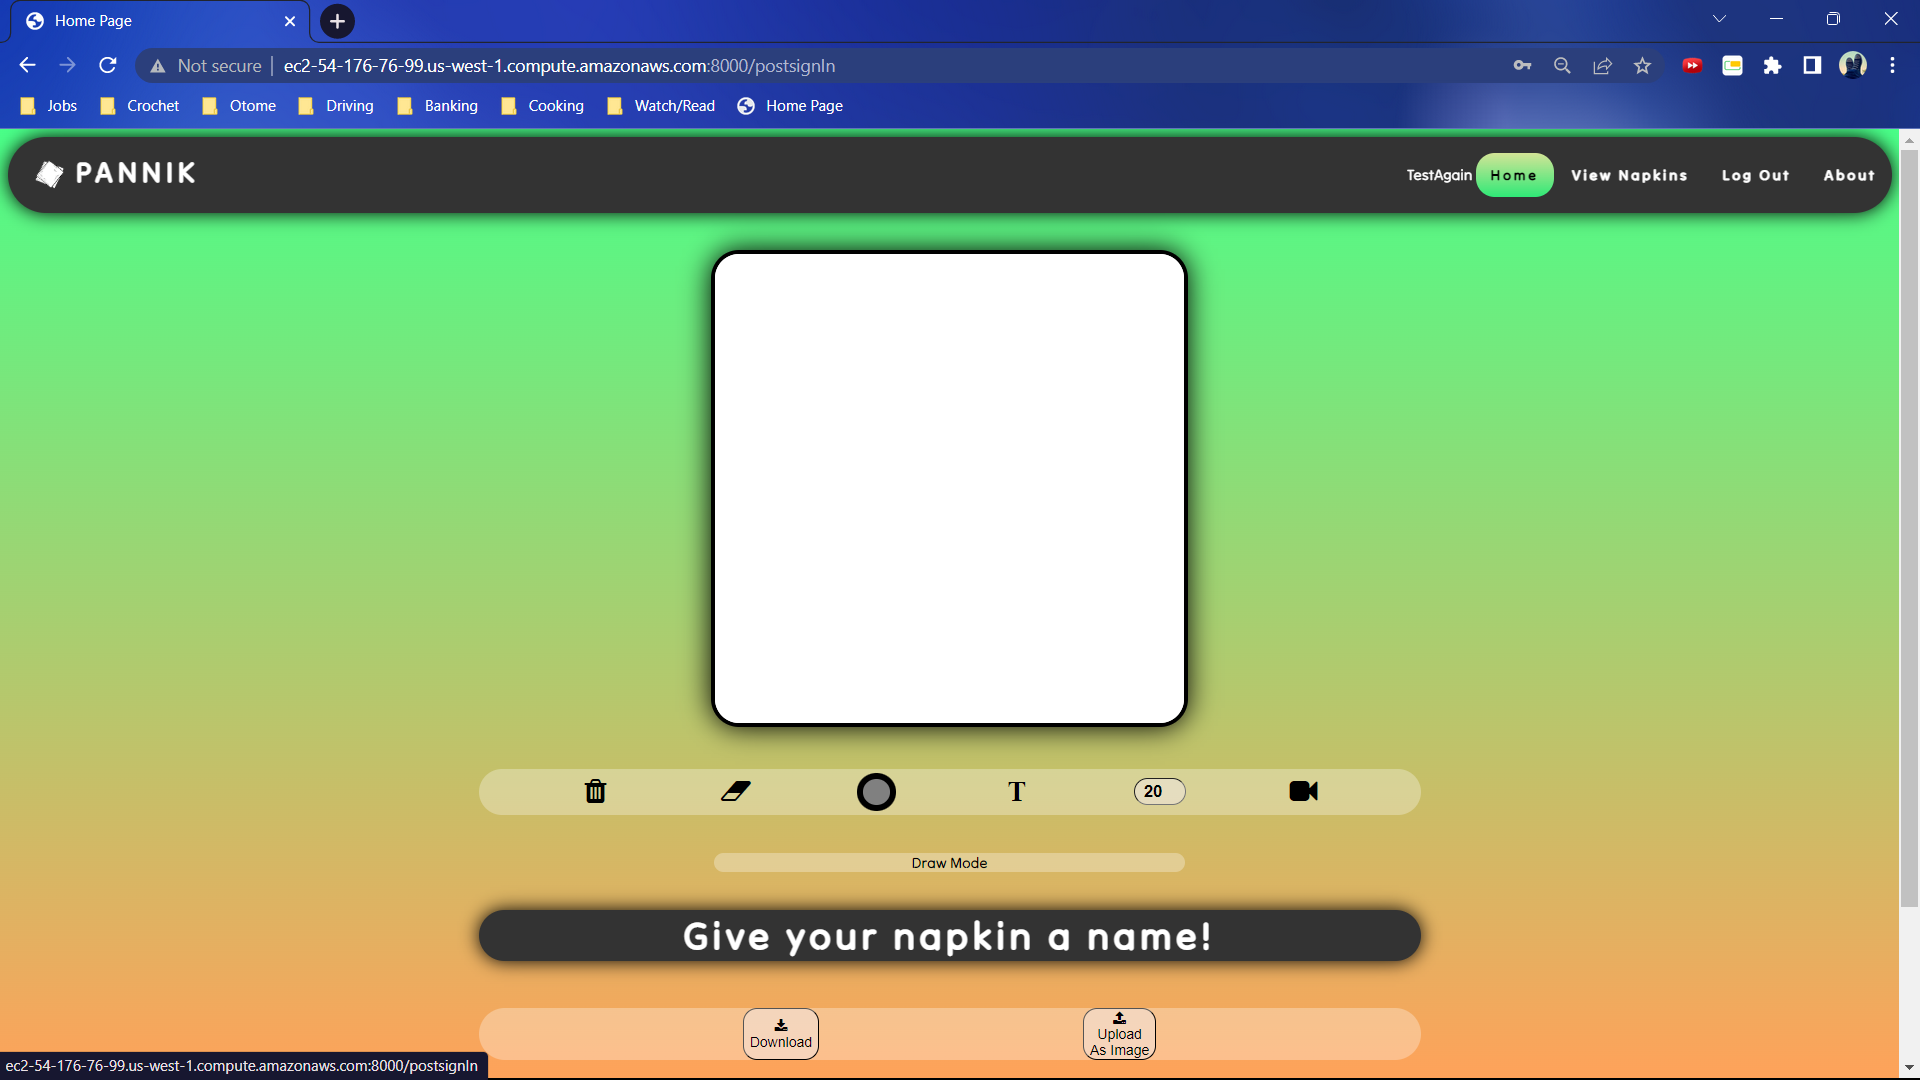 Home Page
Not secure ec2-54-176-76-99.us-west-1.compute.amazonaws.com:8000/postsignIn
Jobs Crochet Otome Driving Banking Cooking Watch/Read Home Page
PANNIK TestAgain Home View Napkins Log Out About
T 20
Draw Mode
Give your napkin a name!
Download
Upload
As Image
ec2-54-176-76-99.us-west-1.compute.amazonaws.com:8000/postsignIn